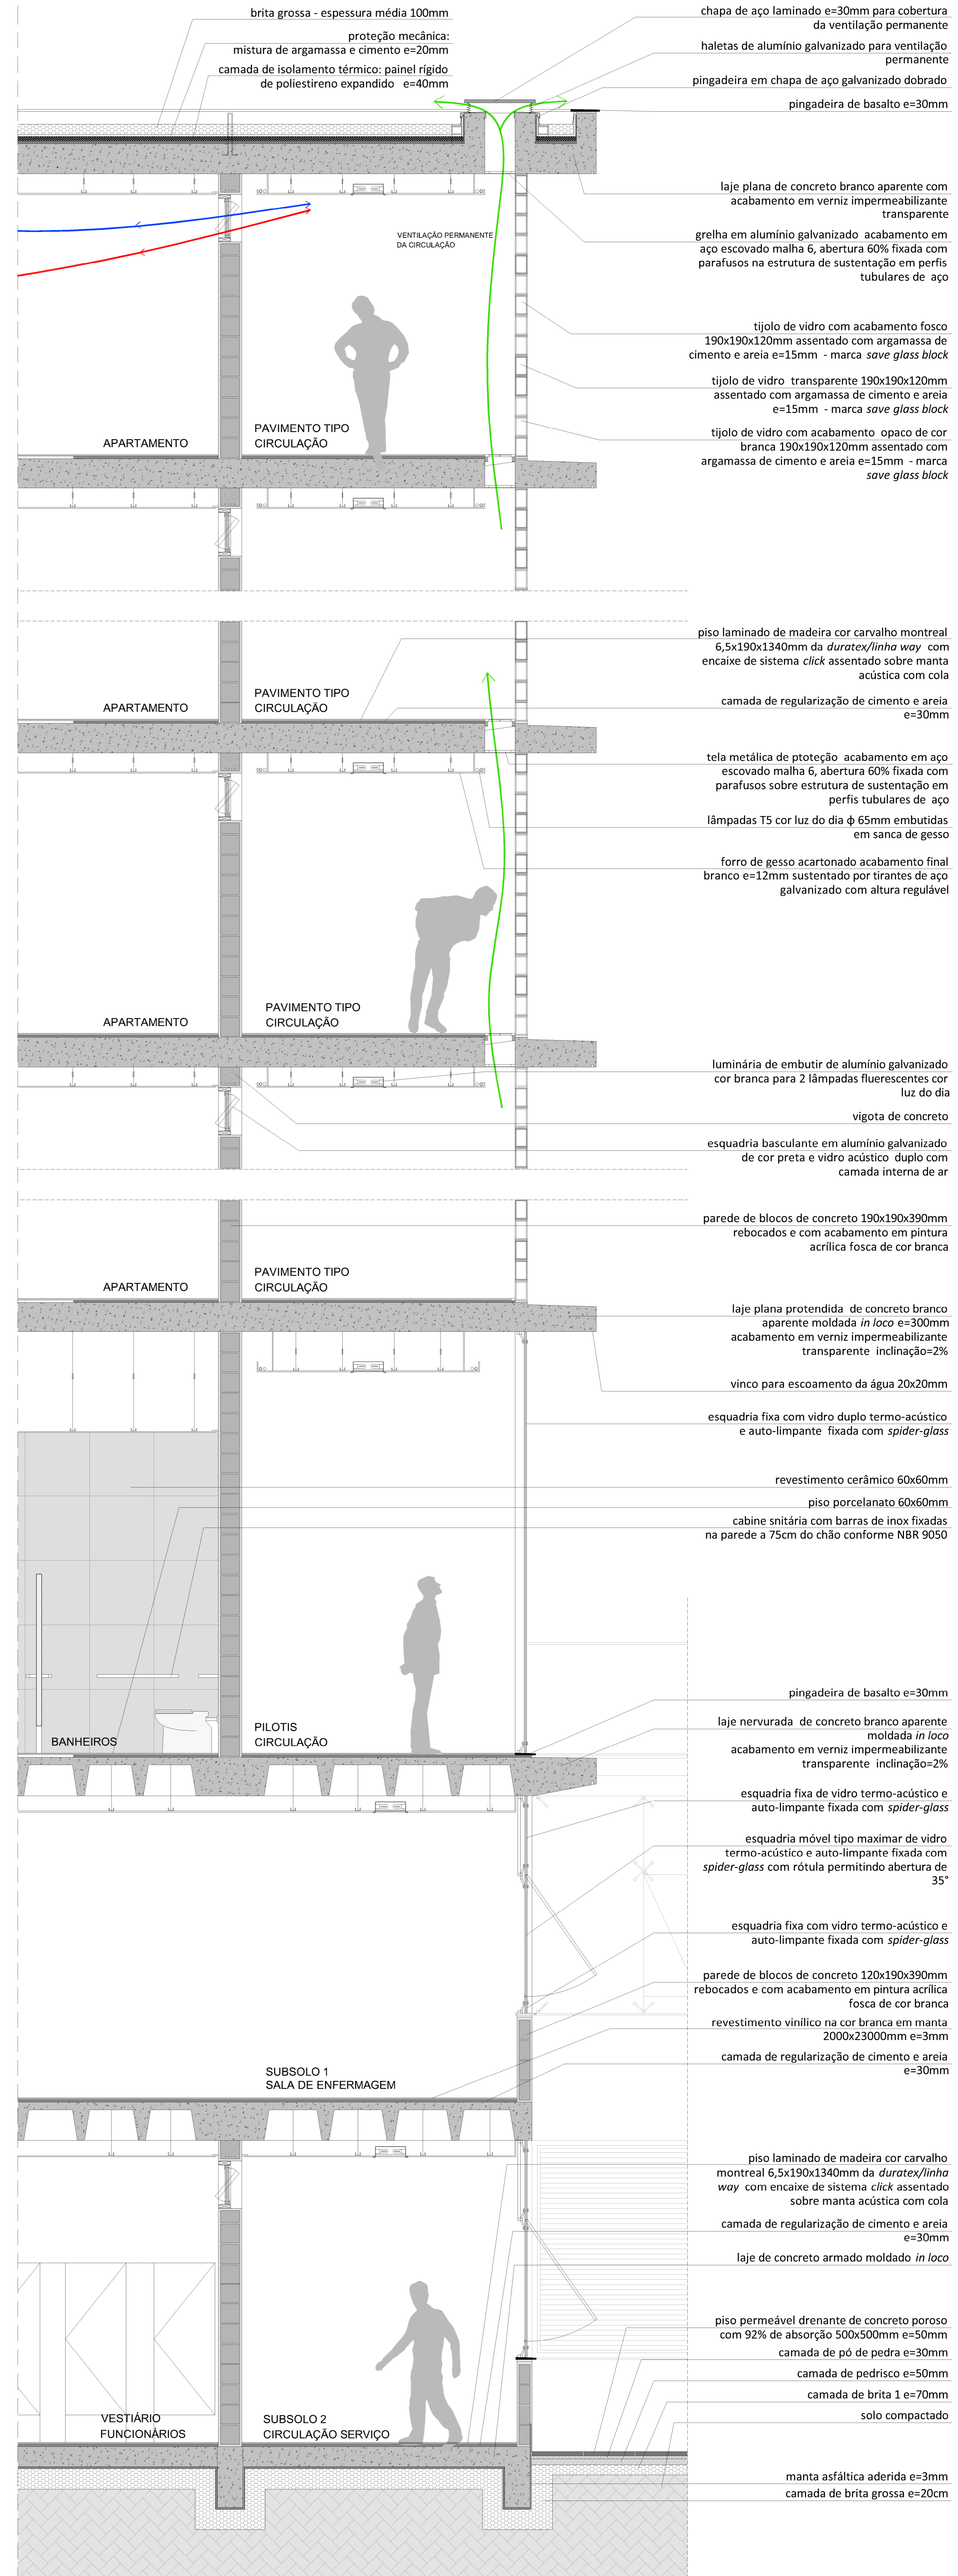 brita grossa - espessura média 100mm
proteção mecânica:
mistura de argamassa e cimento e=20mm
camada de isolamento térmico: painel rígido
de poliestireno expandido e=40mm
chapa de aço laminado e=30mm para cobertura
da ventilação permanente
haletas de alumínio galvanizado para ventilação
permanente
pingadeira em chapa de aço galvanizado dobrado
pingadeira de basalto e=30mm
laje plana de concreto branco aparente com
acabamento em verniz impermeabilizante
transparente
VENTILAÇÃO PERMANENTE
DA CIRCULAÇÃO
grelha em alumínio galvanizado acabamento em
aço escovado malha 6, abertura 60% fixada com
parafusos na estrutura de sustentação em perfis
tubulares de aço
tijolo de vidro com acabamento fosco
190x190x120mm assentado com argamassa de
cimento e areia e=15mm - marca save glass block
tijolo de vidro transparente 190x190x120mm
assentado com argamassa de cimento e areia
e=15mm - marca save glass block
APARTAMENTO
PAVIMENTO TIPO
CIRCULAÇÃO
tijolo de vidro com acabamento opaco de cor
branca 190x190x120mm assentado com
argamassa de cimento e areia e=15mm - marca
save glass block
piso laminado de madeira cor carvalho montreal
6,5x190x1340mm da duratex/linha way com
encaixe de sistema click assentado sobre manta
acústica com cola
APARTAMENTO
PAVIMENTO TIPO
CIRCULAÇÃO
camada de regularização de cimento e areia
e=30mm
tela metálica de ptoteção acabamento em aço
escovado malha 6, abertura 60% fixada com
parafusos sobre estrutura de sustentação em
perfis tubulares de aço
lâmpadas T5 cor luz do dia ϕ 65mm embutidas
em sanca de gesso
forro de gesso acartonado acabamento final
branco e=12mm sustentado por tirantes de aço
galvanizado com altura regulável
APARTAMENTO
PAVIMENTO TIPO
CIRCULAÇÃO
luminária de embutir de alumínio galvanizado
cor branca para 2 lâmpadas fluerescentes cor
luz do dia
vigota de concreto
esquadria basculante em alumínio galvanizado
de cor preta e vidro acústico duplo com
camada interna de ar
parede de blocos de concreto 190x190x390mm
rebocados e com acabamento em pintura
acrílica fosca de cor branca
APARTAMENTO
PAVIMENTO TIPO
CIRCULAÇÃO
laje plana protendida de concreto branco
aparente moldada in loco e=300mm
acabamento em verniz impermeabilizante
transparente inclinação=2%
vinco para escoamento da água 20x20mm
esquadria fixa com vidro duplo termo-acústico
e auto-limpante fixada com spider-glass
revestimento cerâmico 60x60mm
piso porcelanato 60x60mm
cabine snitária com barras de inox fixadas
na parede a 75cm do chão conforme NBR 9050
pingadeira de basalto e=30mm
BANHEIROS
PILOTIS
CIRCULAÇÃO
laje nervurada de concreto branco aparente
moldada in loco
acabamento em verniz impermeabilizante
transparente inclinação=2%
esquadria fixa de vidro termo-acústico e
auto-limpante fixada com spider-glass
esquadria móvel tipo maximar de vidro
termo-acústico e auto-limpante fixada com
spider-glass com rótula permitindo abertura de
35°
esquadria fixa com vidro termo-acústico e
auto-limpante fixada com spider-glass
parede de blocos de concreto 120x190x390mm
rebocados e com acabamento em pintura acrílica
fosca de cor branca
revestimento vinílico na cor branca em manta
2000x23000mm e=3mm
SUBSOLO 1
SALA DE ENFERMAGEM
camada de regularização de cimento e areia
e=30mm
piso laminado de madeira cor carvalho
montreal 6,5x190x1340mm da duratex/linha
way com encaixe de sistema click assentado
sobre manta acústica com cola
camada de regularização de cimento e areia
e=30mm
laje de concreto armado moldado in loco
piso permeável drenante de concreto poroso
com 92% de absorção 500x500mm e=50mm
camada de pó de pedra e=30mm
camada de pedrisco e=50mm
camada de brita 1 e=70mm
solo compactado
VESTIÁRIO
FUNCIONÁRIOS
SUBSOLO 2
CIRCULAÇÃO SERVIÇO
manta asfáltica aderida e=3mm
camada de brita grossa e=20cm